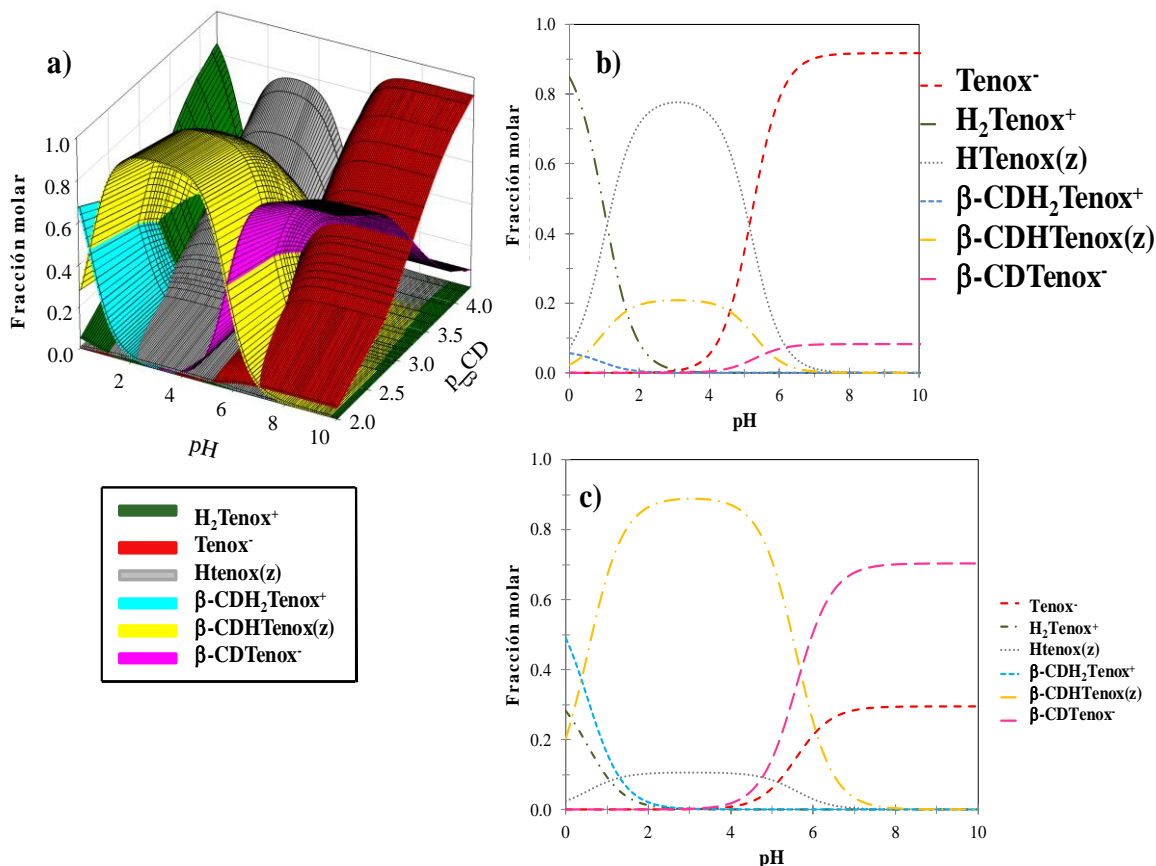 a)
Fracción molar
1.0
0.8
0.6
0.4
0.2
0.0
2
4
6
8
10
pH
2.0
2.5
3.0
3.5
4.0
pβCD
H₂Tenox⁺
Tenox⁻
Htenox(z)
β-CDH₂Tenox⁺
β-CDHTenox(z)
β-CDTenox⁻
b)
Fracción molar
1.0
0.8
0.6
0.4
0.2
0.0
0 2 4 6 8 10
pH
Tenox⁻
H₂Tenox⁺
HTenox(z)
β-CDH₂Tenox⁺
β-CDHTenox(z)
β-CDTenox⁻
c)
Fracción molar
1.0
0.8
0.6
0.4
0.2
0.0
0 2 4 6 8 10
pH
Tenox⁻
H₂Tenox⁺
Htenox(z)
β-CDH₂Tenox⁺
β-CDHTenox(z)
β-CDTenox⁻